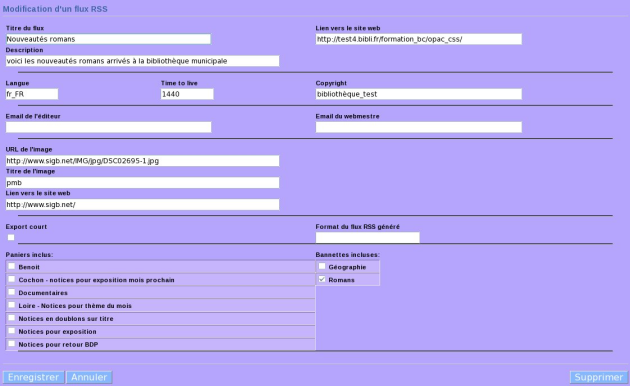 Modification d'un flux RSS
Titre du flux
Lien vers le site web
Nouveautés romans
http://test4.bibli.fr/formation_bc/opac_css/
Description
voici les nouveautés romans arrivés à la bibliothèque municipale
Langue
Time to live
Copyright
fr_FR
1440
bibliothèque_test
Email de l'éditeur
Email du webmestre
URL de l'image
http://www.sigb.net/IMG/jpg/DSC02695-1.jpg
Titre de l'image
pmb
Lien vers le site web
http://www.sigb.net/
Export court
Format du flux RSS généré
Paniers inclus:
Bannettes incluses:
Benoit
Géographie
Cochon - notices pour exposition mois prochain
Romans
Documentaires
Loire - Notices pour thème du mois
Notices en doublons sur titre
Notices pour exposition
Notices pour retour BDP
Enregistrer
Annuler
Supprimer